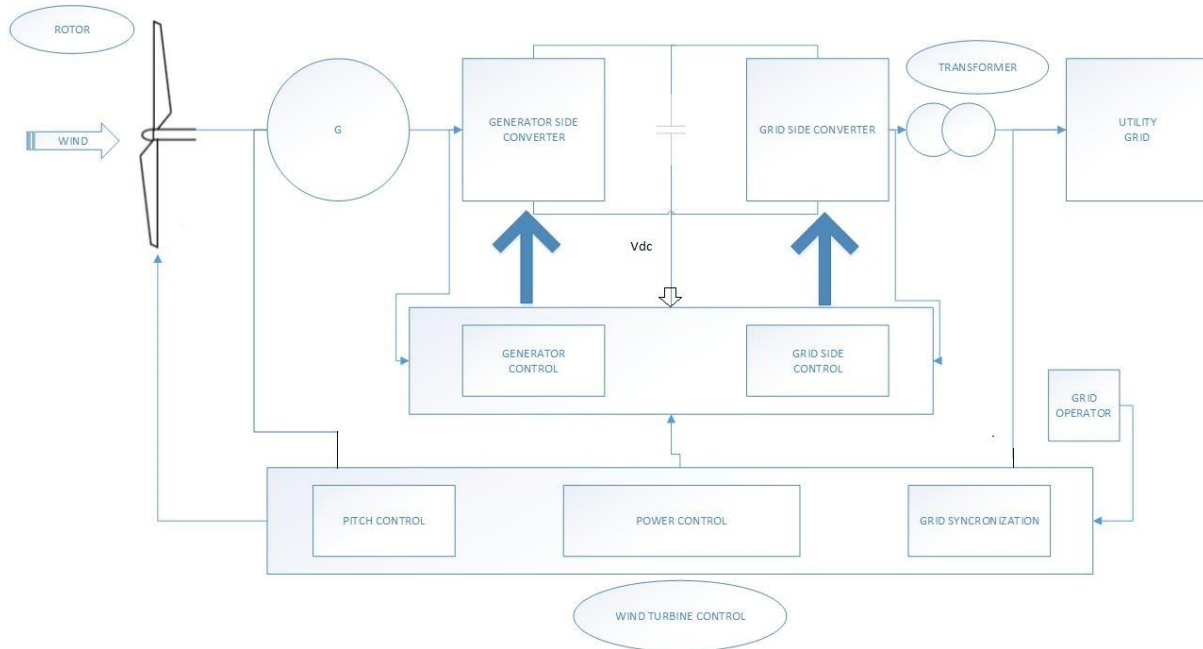 ROTOR
WIND
G
GENERATOR SIDE
CONVERTER
GRID SIDE CONVERTER
TRANSFORMER
UTILITY
GRID
Vdc
GENERATOR
CONTROL
GRID SIDE
CONTROL
GRID
OPERATOR
PITCH CONTROL
POWER CONTROL
GRID SYNCRONIZATION
WIND TURBINE CONTROL